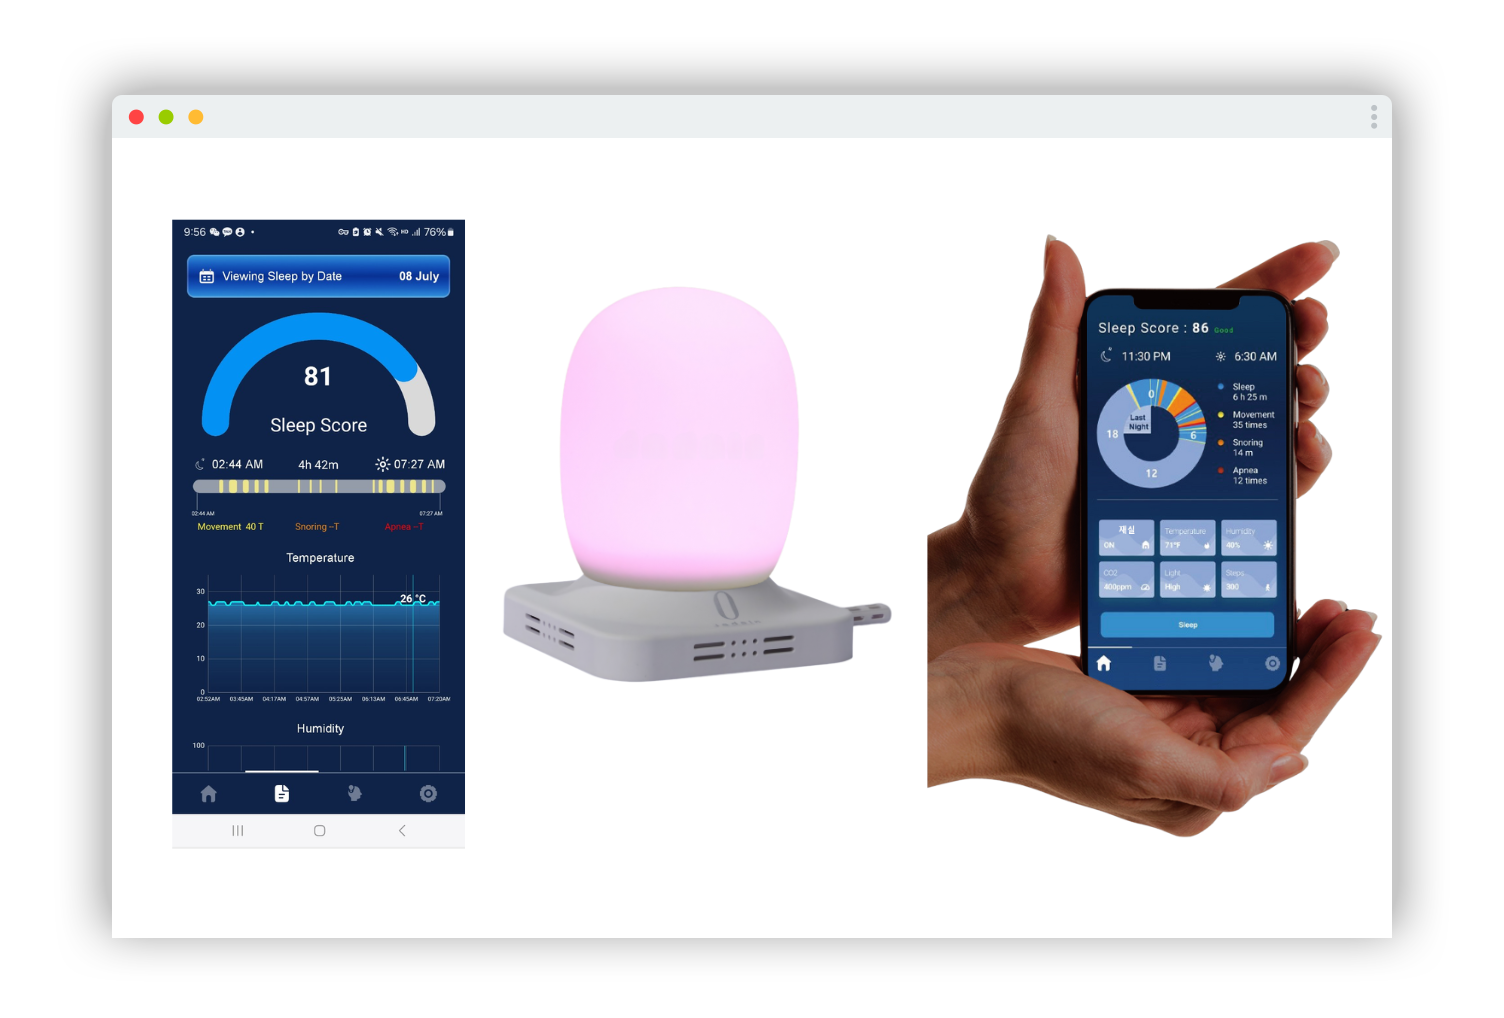 9:56
76%
Viewing Sleep by Date 08 July
81
Sleep Score
02:44 AM 4h 42m 07:27 AM
02:44 AM 07:27 AM
Movement 40 T Snoring --T Apnea --T
Temperature
30
26 °C
20
10
0
02:52AM 03:45AM 04:17AM 04:57AM 05:25AM 06:13AM 06:45AM 07:20AM
Humidity
100
Sleep Score : 86 Good
11:30 PM 6:30 AM
0
6
12
18
Last
Night
Sleep
6 h 25 m
Movement
35 times
Snoring
14 m
Apnea
12 times
재실
ON
Temperature
71°F
Humidity
40%
CO2
400ppm
Light
High
Steps
300
Sleep